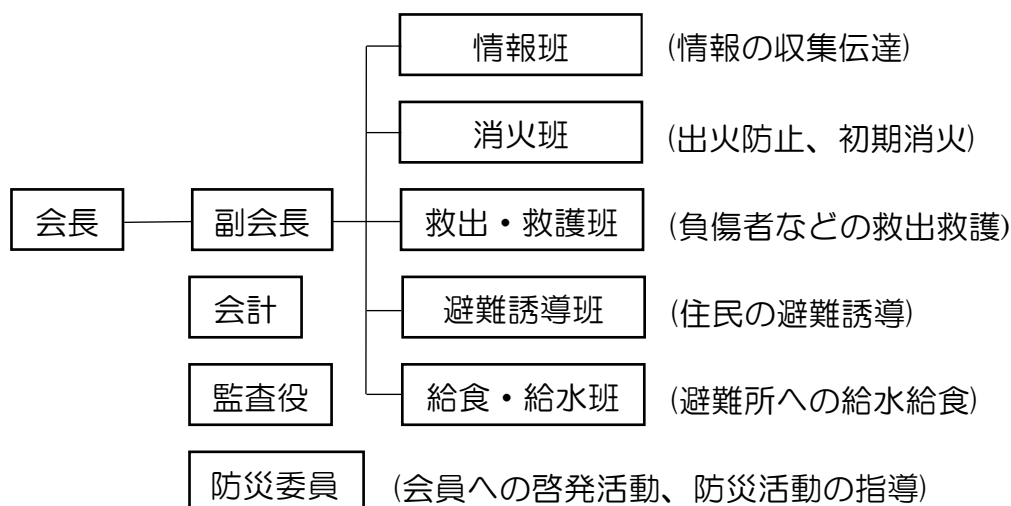 情報班 (情報の収集伝達)
消火班 (出火防止、初期消火)
会長 副会長 救出・救護班 (負傷者などの救出救護)
会計 避難誘導班 (住民の避難誘導)
監査役 給食・給水班 (避難所への給水給食)
防災委員 (会員への啓発活動、防災活動の指導)